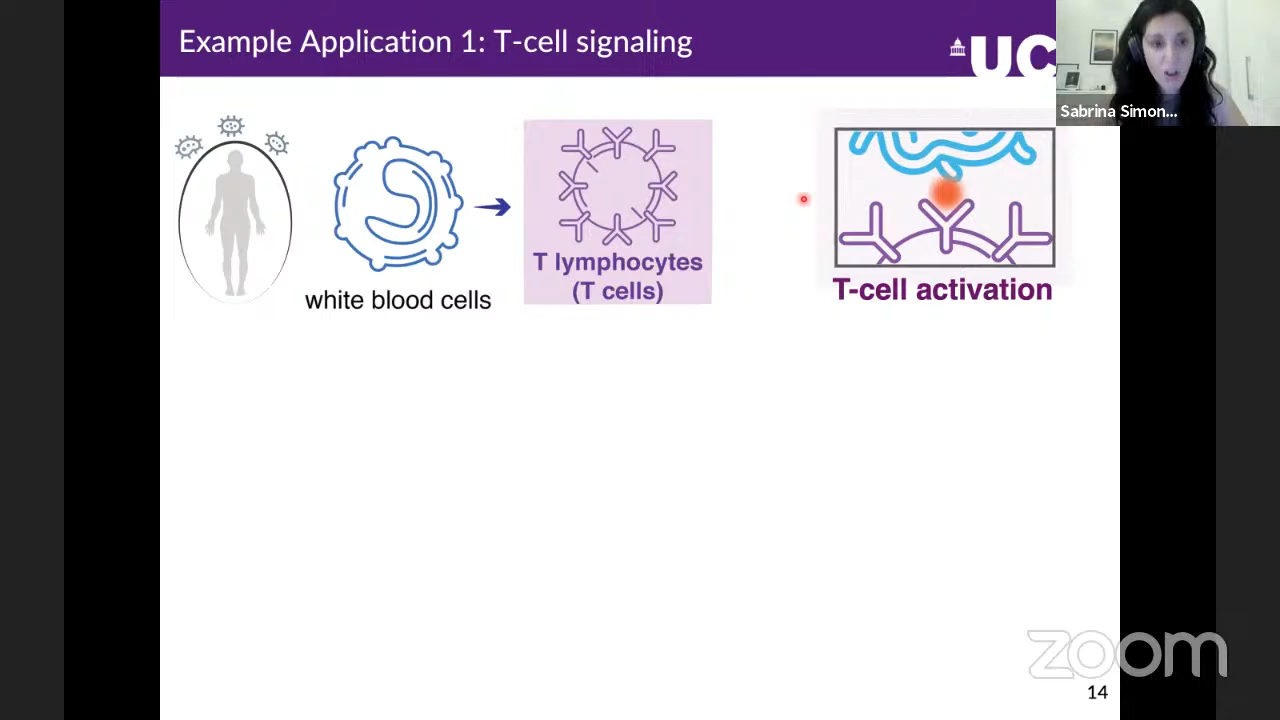 Example Application 1: T-cell signaling
UC
Sabrina Simon...
T lymphocytes
(T cells)
white blood cells
T-cell activation
zoom
14